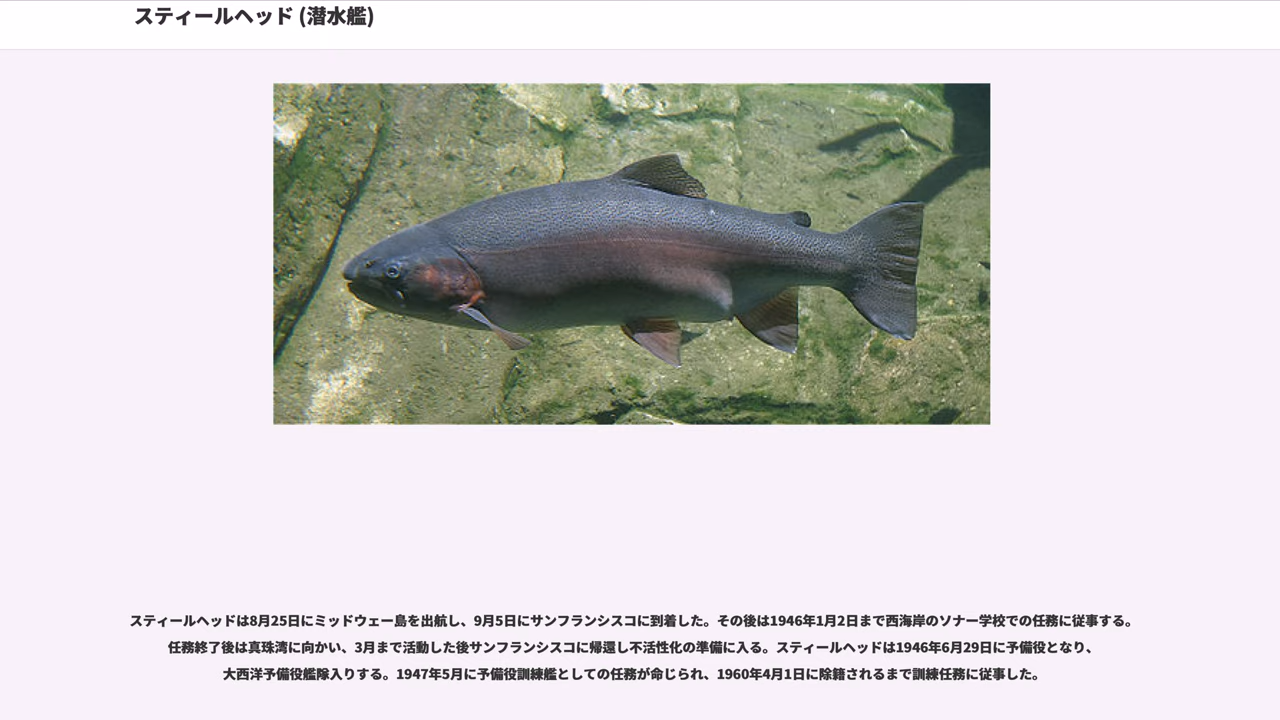 スティールヘッド (潜水艦)
スティールヘッドは8月25日にミッドウェー島を出航し、9月5日にサンフランシスコに到着した。その後は1946年1月2日まで西海岸のソナー学校での任務に従事する。
任務終了後は真珠湾に向かい、3月まで活動した後サンフランシスコに帰還し不活性化の準備に入る。スティールヘッドは1946年6月29日に予備役となり、
大西洋予備役艦隊入りする。1947年5月に予備役訓練艦としての任務が命じられ、1960年4月1日に除籍されるまで訓練任務に従事した。